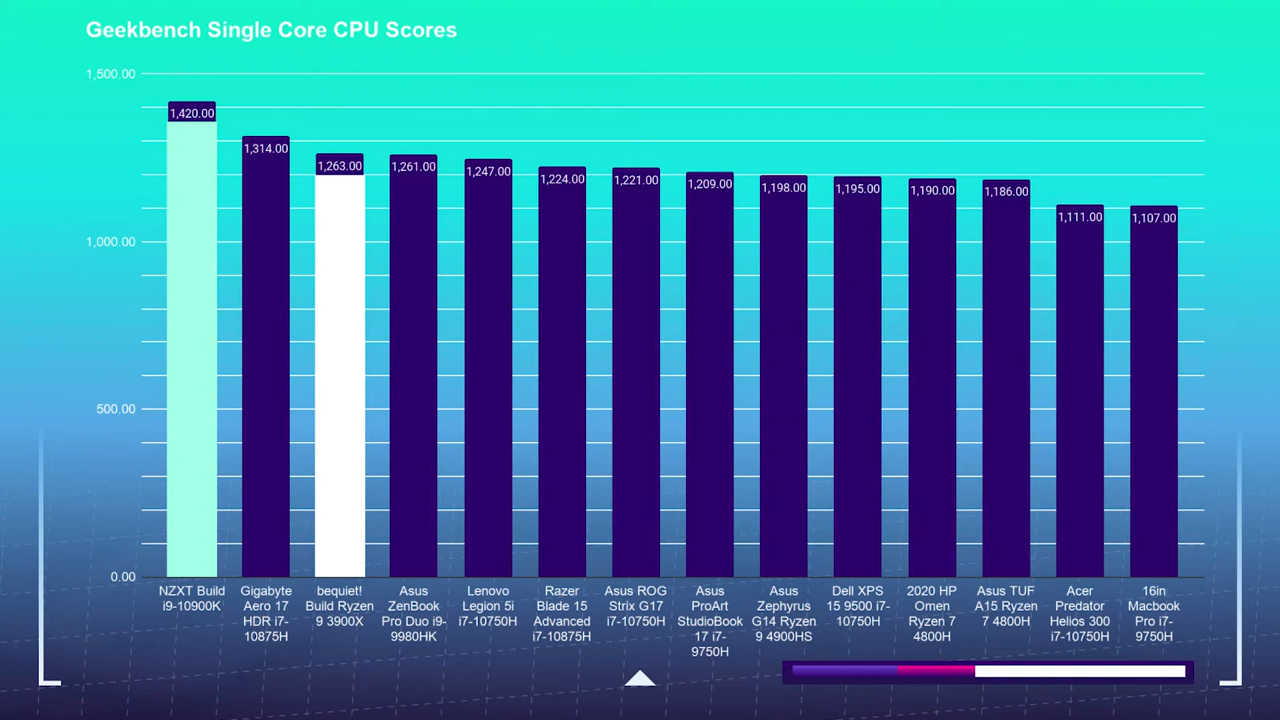 Geekbench Single Core CPU Scores
1,500.00
1,000.00
500.00
0.00
1,420.00
1,314.00
1,263.00
1,261.00
1,247.00
1,224.00
1,221.00
1,209.00
1,198.00
1,195.00
1,190.00
1,186.00
1,111.00
1,107.00
NZXT Build
i9-10900K
Gigabyte
Aero 17
HDR i7-
10875H
bequiet!
Build Ryzen
9 3900X
Asus
ZenBook
Pro Duo i9-
9980HK
Lenovo
Legion 5i
i7-10750H
Razer
Blade 15
Advanced
i7-10875H
Asus ROG
Strix G17
i7-10750H
Asus
ProArt
StudioBook
17 i7-
9750H
Asus
Zephyrus
G14 Ryzen
9 4900HS
Dell XPS
15 9500 i7-
10750H
2020 HP
Omen
Ryzen 7
4800H
Asus TUF
A15 Ryzen
7 4800H
Acer
Predator
Helios 300
i7-10750H
16in
Macbook
Pro i7-
9750H